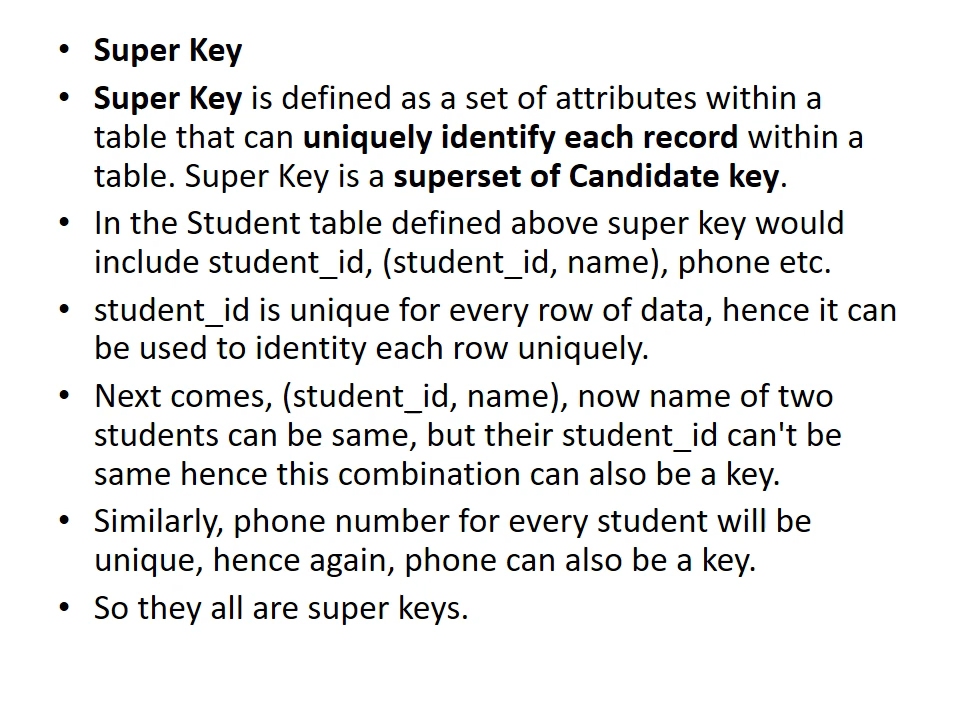 • Super Key
• Super Key is defined as a set of attributes within a
table that can uniquely identify each record within a
table. Super Key is a superset of Candidate key.
• In the Student table defined above super key would
include student_id, (student_id, name), phone etc.
• student_id is unique for every row of data, hence it can
be used to identity each row uniquely.
• Next comes, (student_id, name), now name of two
students can be same, but their student_id can't be
same hence this combination can also be a key.
• Similarly, phone number for every student will be
unique, hence again, phone can also be a key.
• So they all are super keys.